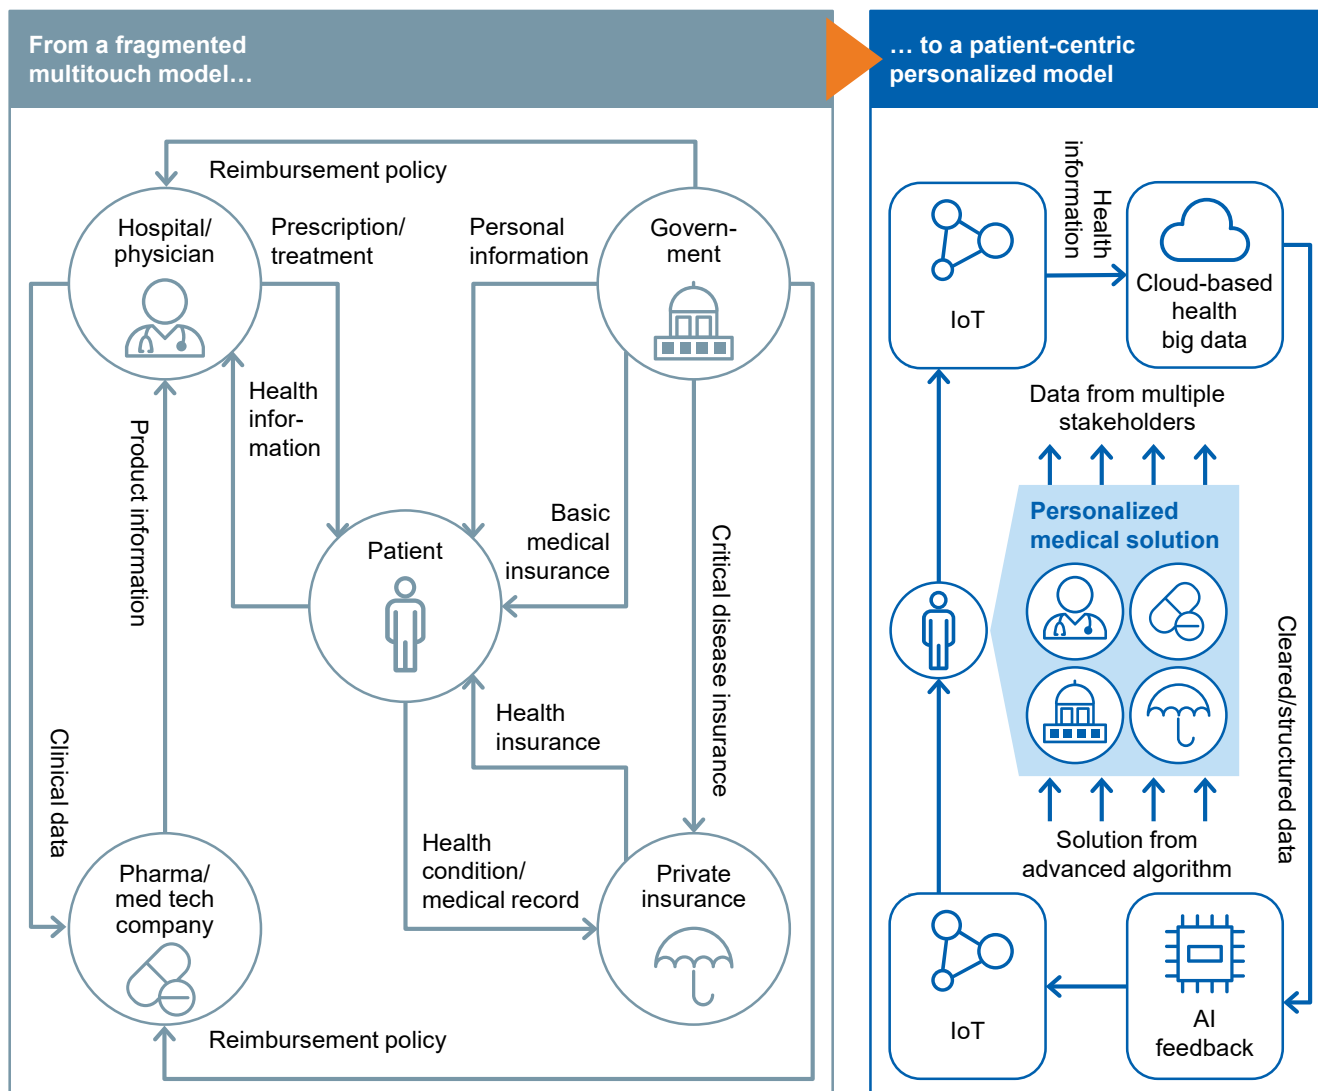 From a fragmented
multitouch model…
… to a patient-centric
personalized model
Reimbursement policy
Hospital/
physician
Prescription/
treatment
Personal
information
Govern-
ment
Health
infor-
mation
Product information
Patient
Basic
medical
insurance
Critical disease insurance
Clinical data
Health
insurance
Health
condition/
medical record
Pharma/
med tech
company
Private
insurance
Reimbursement policy
IoT
Health
information
Cloud-based
health
big data
Data from multiple
stakeholders
Personalized
medical solution
Cleared/structured data
Solution from
advanced algorithm
IoT
AI
feedback